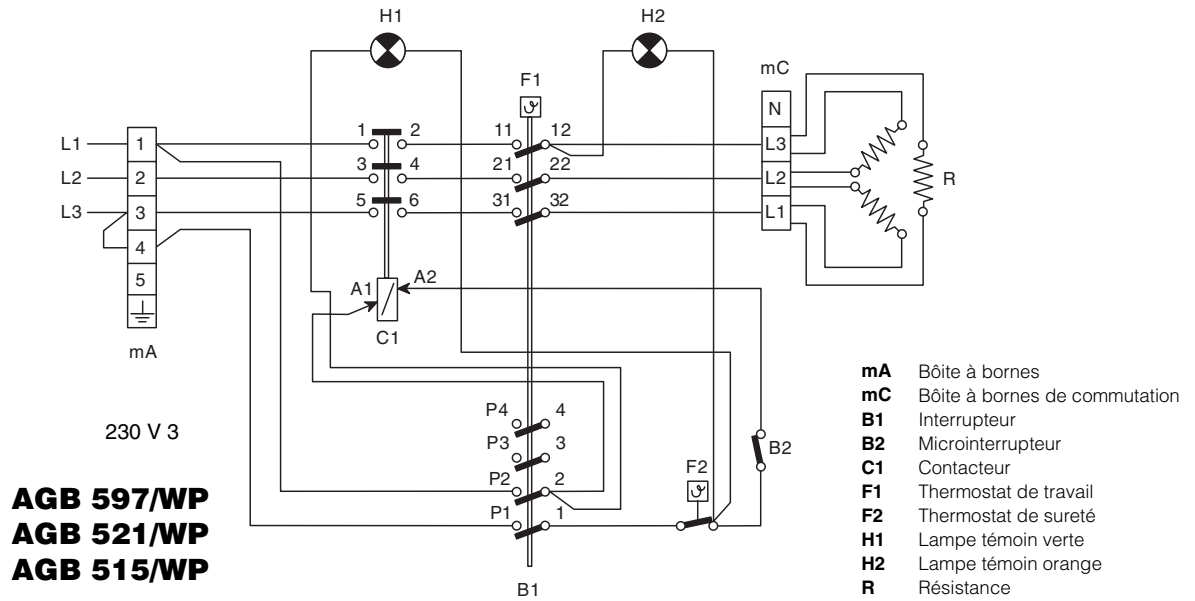 H1 H2
F1
mC
ϑ
N
L1 1 1 2 11 12 L3
L2 2 3 4 21 22 L2 R
L3 3 5 6 31 32 L1
4
5
A1 A2
C1
mA
230 V 3
P4 4
P3 3
P2 2
P1 1
B1
B2
F2
ϑ
AGB 597/WP
AGB 521/WP
AGB 515/WP
mA Bôite à bornes
mC Bôite à bornes de commutation
B1 Interrupteur
B2 Microinterrupteur
C1 Contacteur
F1 Thermostat de travail
F2 Thermostat de sureté
H1 Lampe témoin verte
H2 Lampe témoin orange
R Résistance